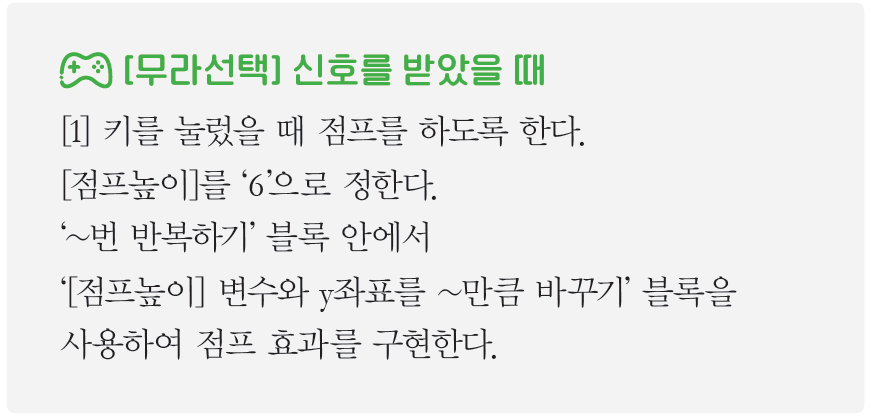 [무라선택] 신호를 받았을 때
[1] 키를 눌렀을 때 점프를 하도록 한다.
[점프높이]를 ‘6’으로 정한다.
‘~번 반복하기’ 블록 안에서
‘[점프높이] 변수와 y좌표를 ~만큼 바꾸기’ 블록을
사용하여 점프 효과를 구현한다.